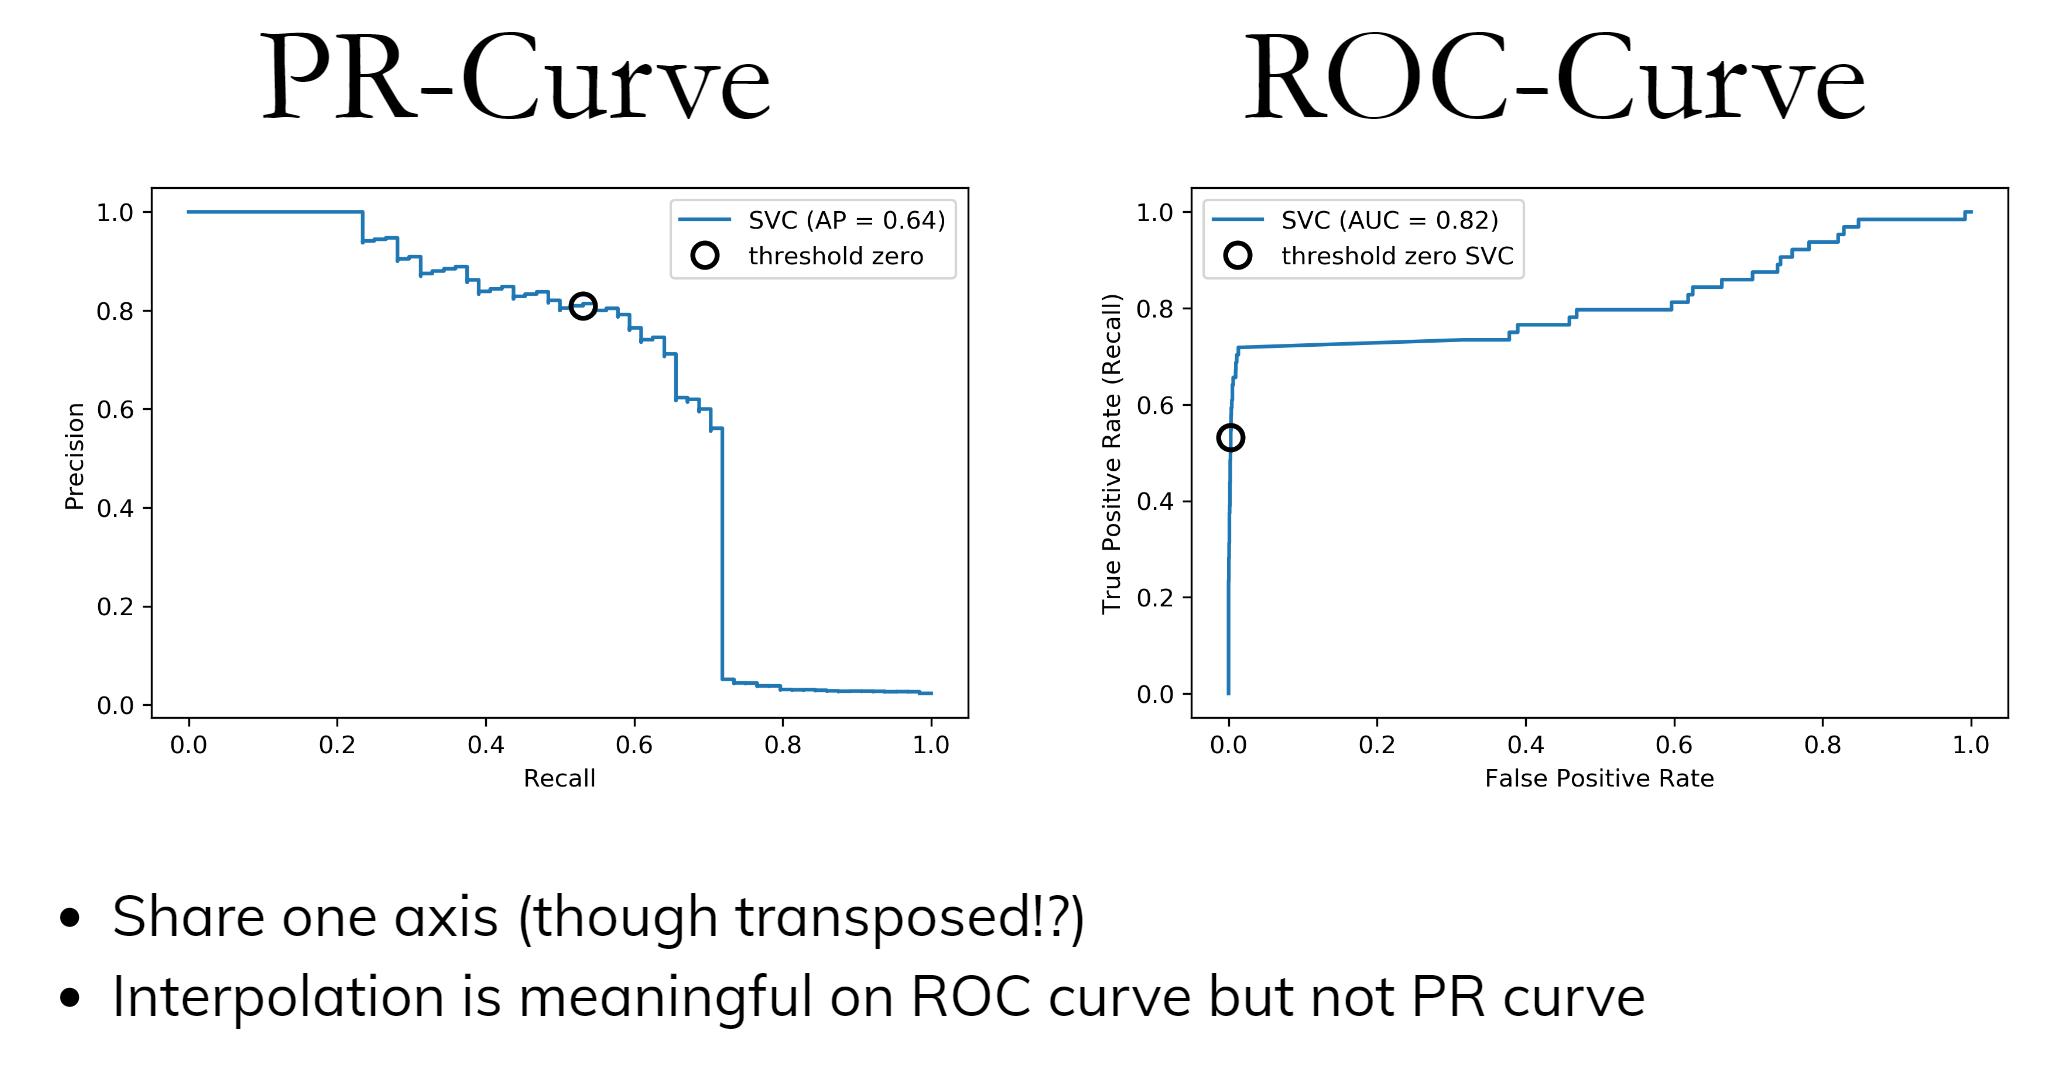 PR-Curve
ROC-Curve
SVC (AP = 0.64)
threshold zero
1.0
0.8
0.6
0.4
0.2
0.0
Precision
0.0 0.2 0.4 0.6 0.8 1.0
Recall
SVC (AUC = 0.82)
threshold zero SVC
1.0
0.8
0.6
0.4
0.2
0.0
True Positive Rate (Recall)
0.0 0.2 0.4 0.6 0.8 1.0
False Positive Rate
• Share one axis (though transposed!?)
• Interpolation is meaningful on ROC curve but not PR curve